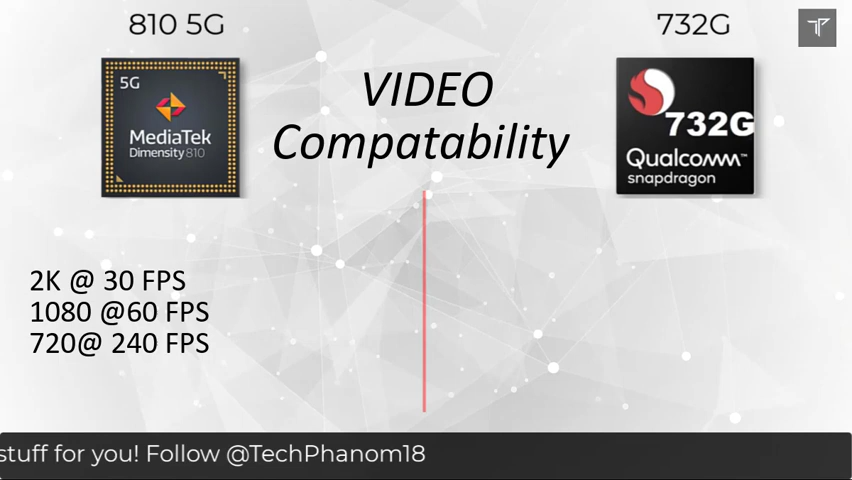 810 5G
732G
5G
MediaTek
Dimensity 810
VIDEO
Compatability
732G
Qualcomm™
snapdragon
2K @ 30 FPS
1080 @60 FPS
720@ 240 FPS
stuff for you! Follow @TechPhanom18